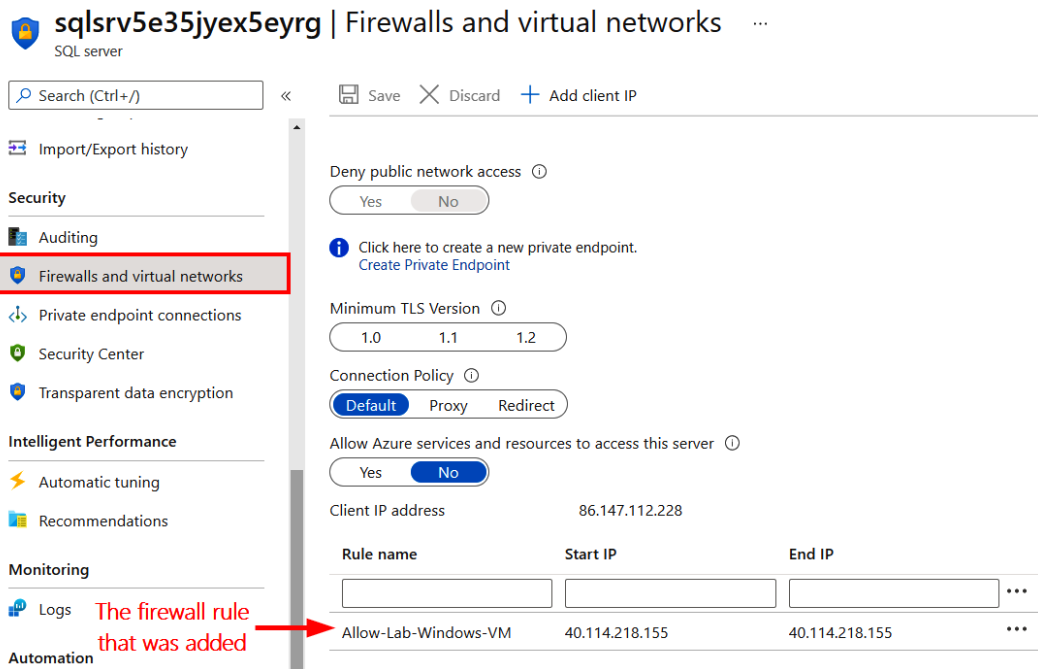 sqlsrv5e35jyex5eyrg | Firewalls and virtual networks ...
SQL server
Search (Ctrl+/)
«
Save
Discard
Add client IP
Import/Export history
Security
Auditing
Firewalls and virtual networks
Private endpoint connections
Security Center
Transparent data encryption
Intelligent Performance
Automatic tuning
Recommendations
Monitoring
Logs
Automation
The firewall rule
that was added
Deny public network access
Yes No
Click here to create a new private endpoint.
Create Private Endpoint
Minimum TLS Version
1.0 1.1 1.2
Connection Policy
Default Proxy Redirect
Allow Azure services and resources to access this server
Yes No
Client IP address 86.147.112.228
Rule name Start IP End IP
Allow-Lab-Windows-VM 40.114.218.155 40.114.218.155